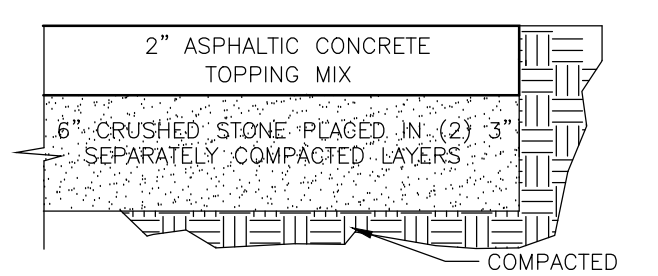 2” ASPHALTIC CONCRETE
TOPPING MIX
6” CRUSHED STONE PLACED IN (2) 3”
SEPARATELY COMPACTED LAYERS
COMPACTED